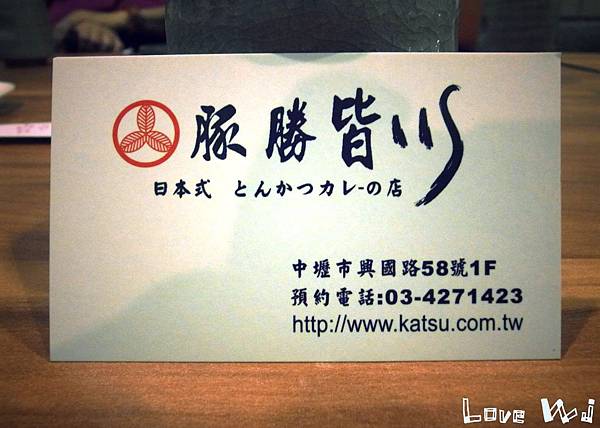 豚勝皆川
日本式 とんかつカレ-の店
中壢市興國路58號1F
預約電話:03-4271423
http://www.katsu.com.tw
Love Wj